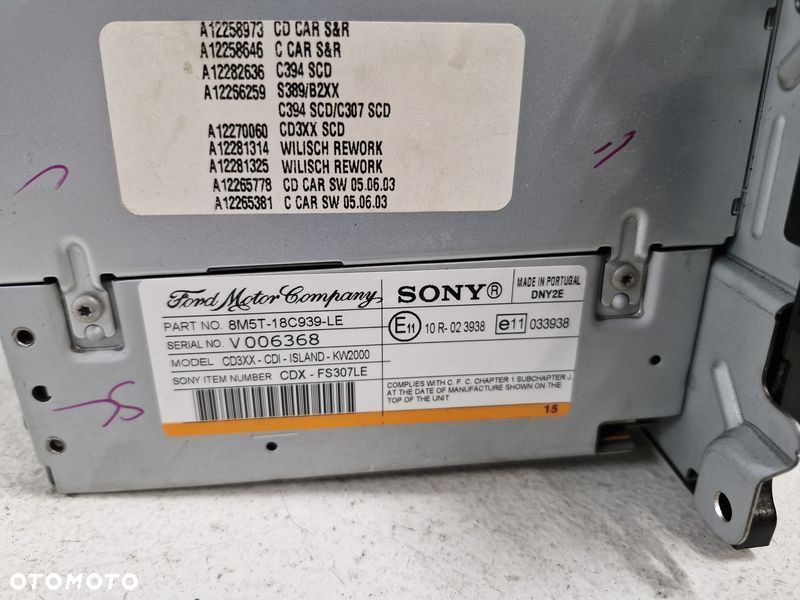 A12258973 CD CAR S&R
A12258646 C CAR S&R
A12282636 C394 SCD
A12256259 S389/B2XX
C394 SCD/C307 SCD
A12270060 CD3XX SCD
A12281314 WILISCH REWORK
A12281325 WILISCH REWORK
A12265778 CD CAR SW 05.06.03
A12265381 C CAR SW 05.06.03
Ford Motor Company
SONY®
MADE IN PORTUGAL
DNY2E
PART NO. 8M5T-18C939-LE
SERIAL NO. V006368
MODEL CD3XX - CDI - ISLAND - KW2000
SONY ITEM NUMBER CDX - FS307LE
E11 10 R- 02 3938
e11 033938
COMPLIES WITH C. F. C. CHAPTER 1 SUBCHAPTER J.
AT THE DATE OF MANUFACTURE SHOWN ON THE
TOP OF THE UNIT
15
OTOMOTO